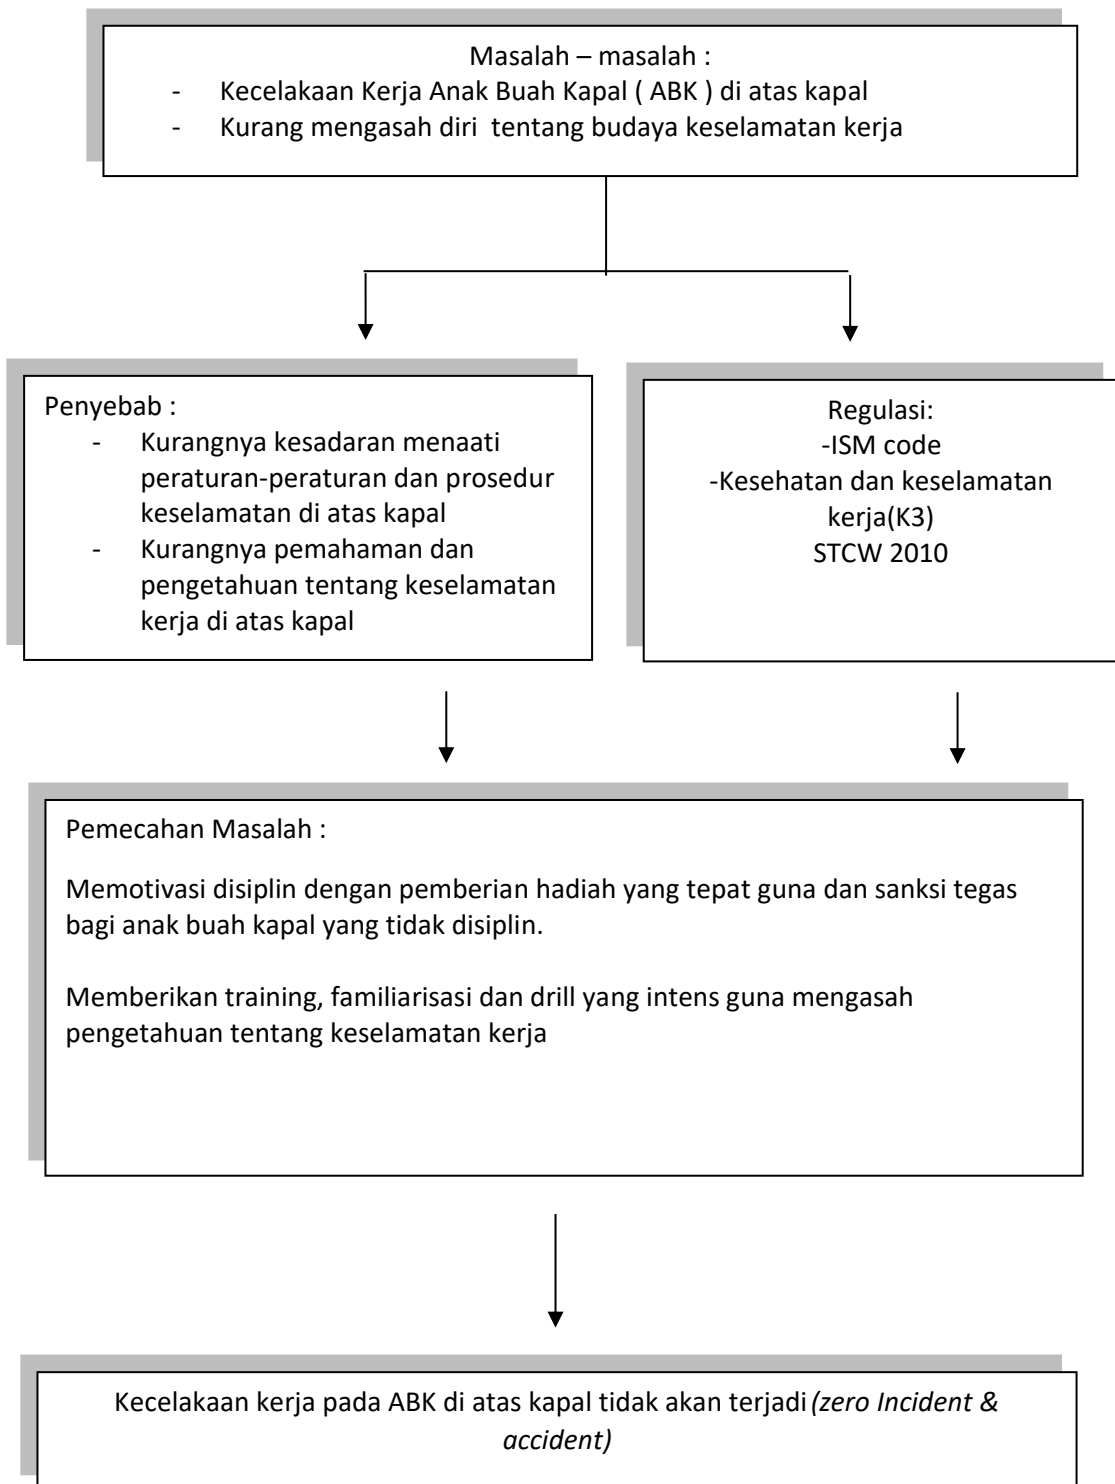 Masalah – masalah :
- Kecelakaan Kerja Anak Buah Kapal ( ABK ) di atas kapal
- Kurang mengasah diri tentang budaya keselamatan kerja
Penyebab :
- Kurangnya kesadaran menaati
peraturan-peraturan dan prosedur
keselamatan di atas kapal
- Kurangnya pemahaman dan
pengetahuan tentang keselamatan
kerja di atas kapal
Regulasi:
-ISM code
-Kesehatan dan keselamatan
kerja(K3)
STCW 2010
Pemecahan Masalah :
Memotivasi disiplin dengan pemberian hadiah yang tepat guna dan sanksi tegas
bagi anak buah kapal yang tidak disiplin.
Memberikan training, familiarisasi dan drill yang intens guna mengasah
pengetahuan tentang keselamatan kerja
Kecelakaan kerja pada ABK di atas kapal tidak akan terjadi (zero Incident &
accident)